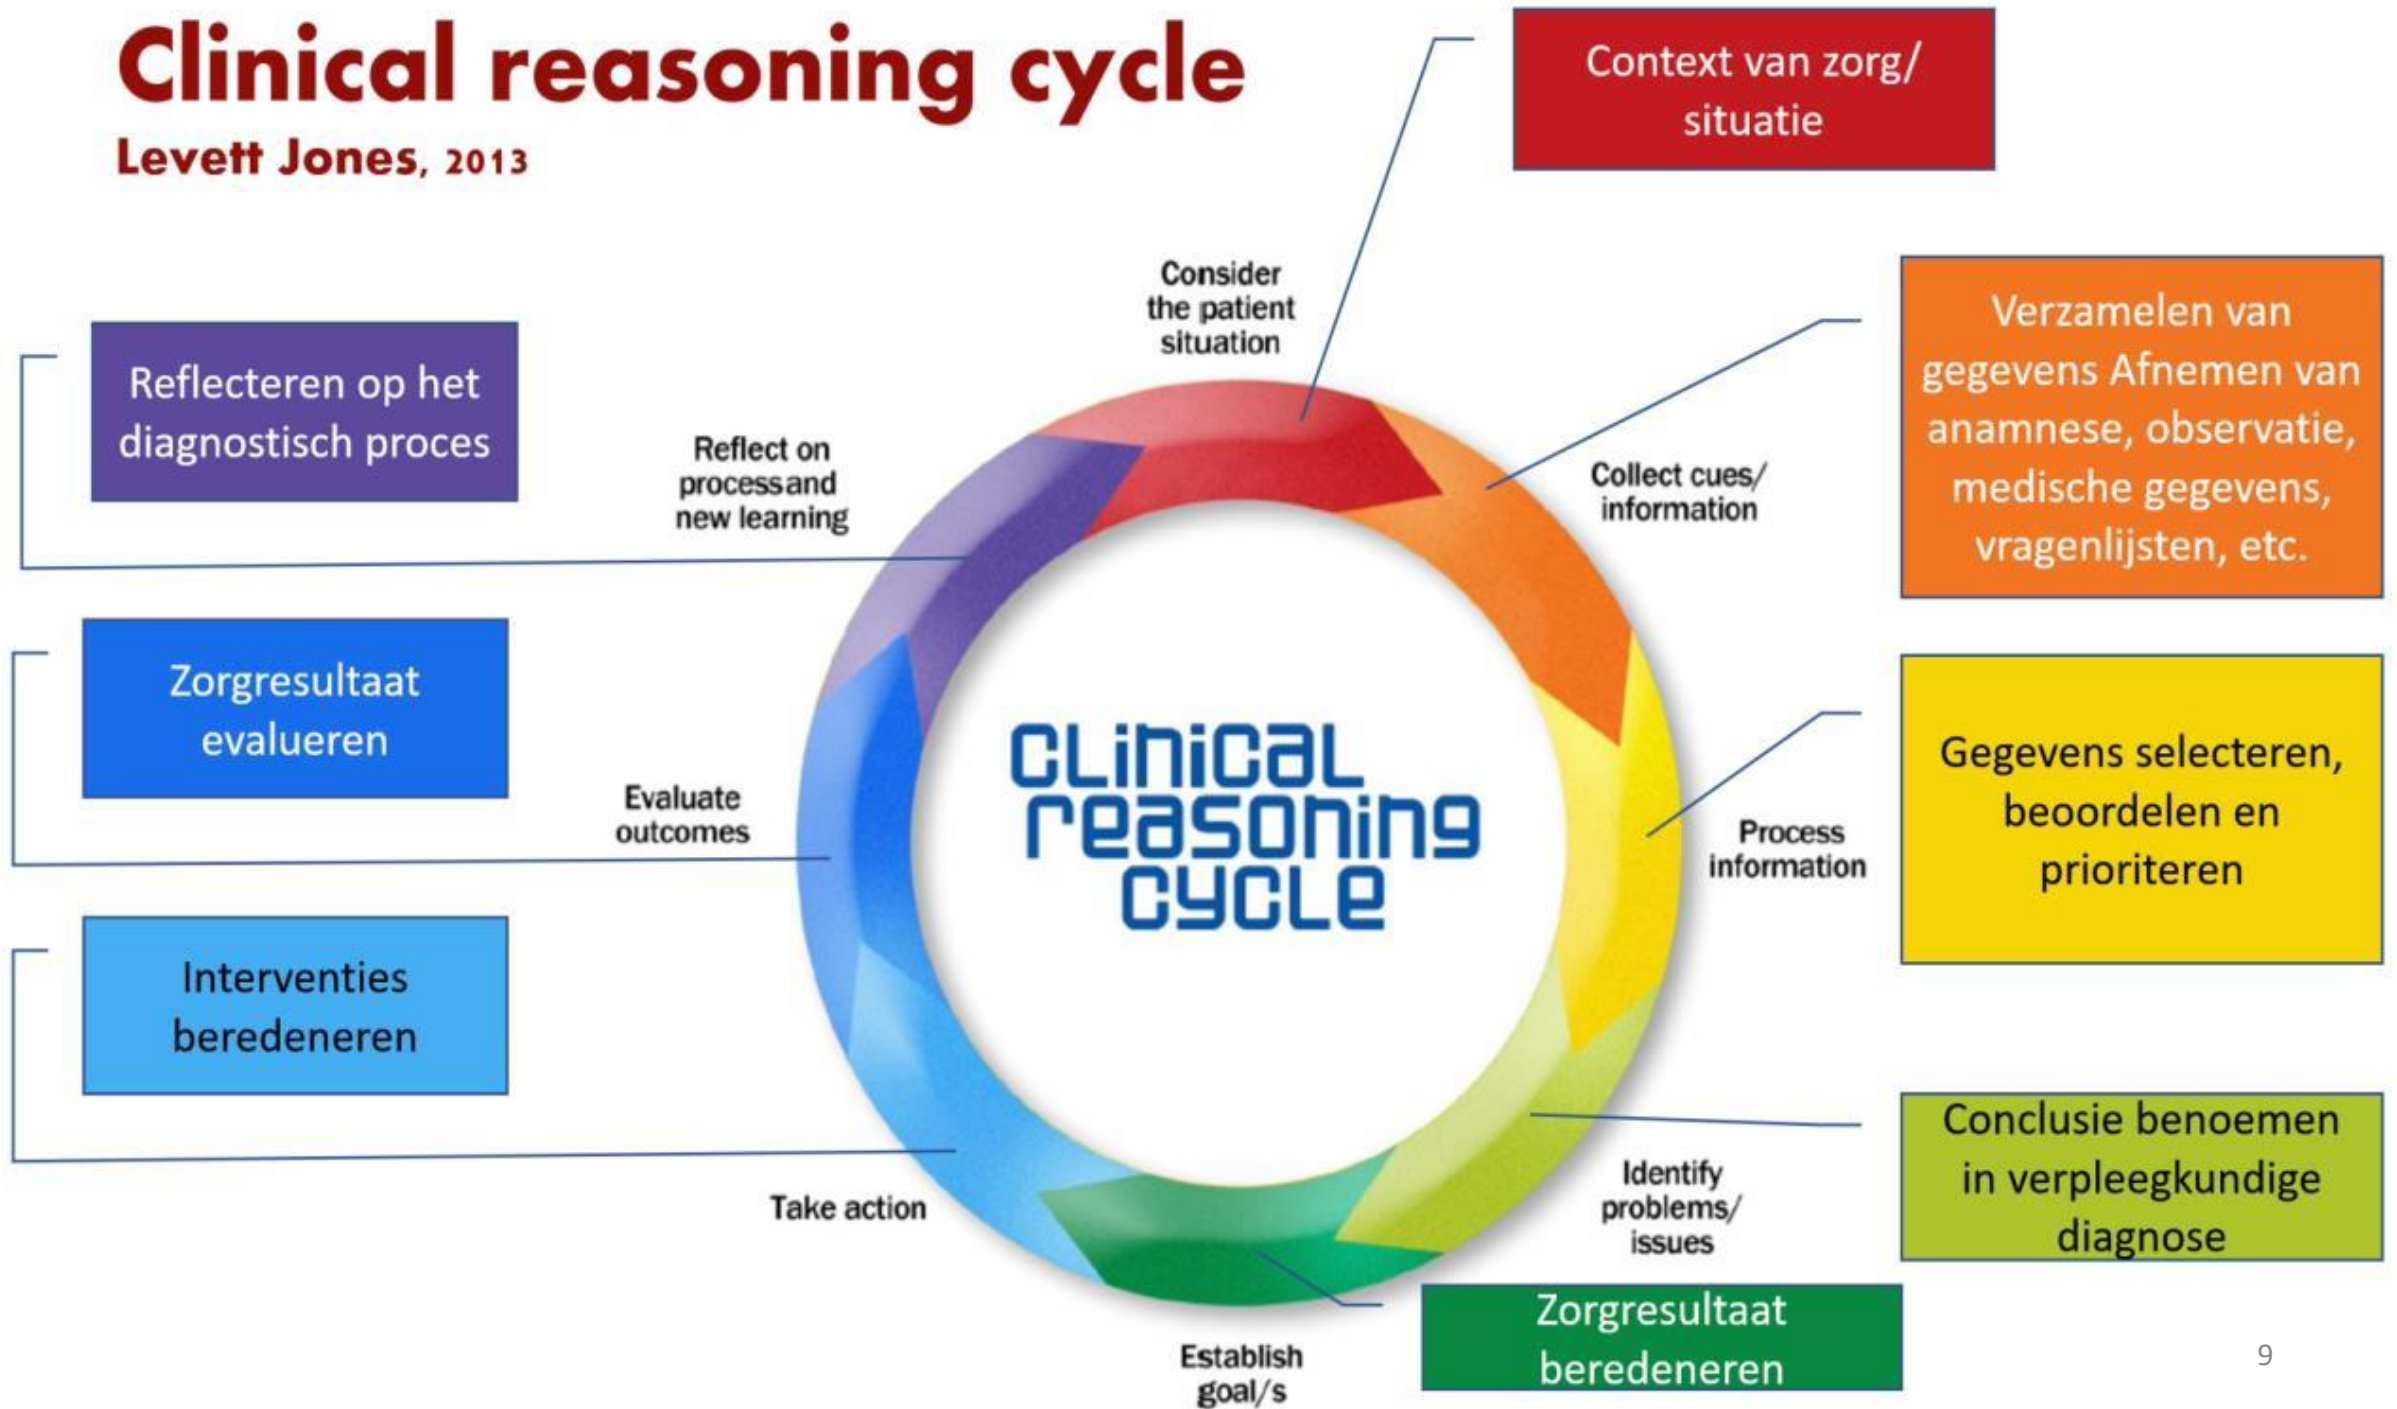 Clinical reasoning cycle
Levett Jones, 2013
Context van zorg/
situatie
Consider
the patient
situation
Verzamelen van
gegevens Afnemen van
anamnese, observatie,
medische gegevens,
vragenlijsten, etc.
Collect cues/
information
Gegevens selecteren,
beoordelen en
prioriteren
Process
information
Conclusie benoemen
in verpleegkundige
diagnose
Identify
problems/
issues
Zorgresultaat
beredeneren
Establish
goal/s
Interventies
beredeneren
Take action
Zorgresultaat
evalueren
Evaluate
outcomes
Reflecteren op het
diagnostisch proces
Reflect on
process and
new learning
CLiniCaL
reasoning
CYCLe
9